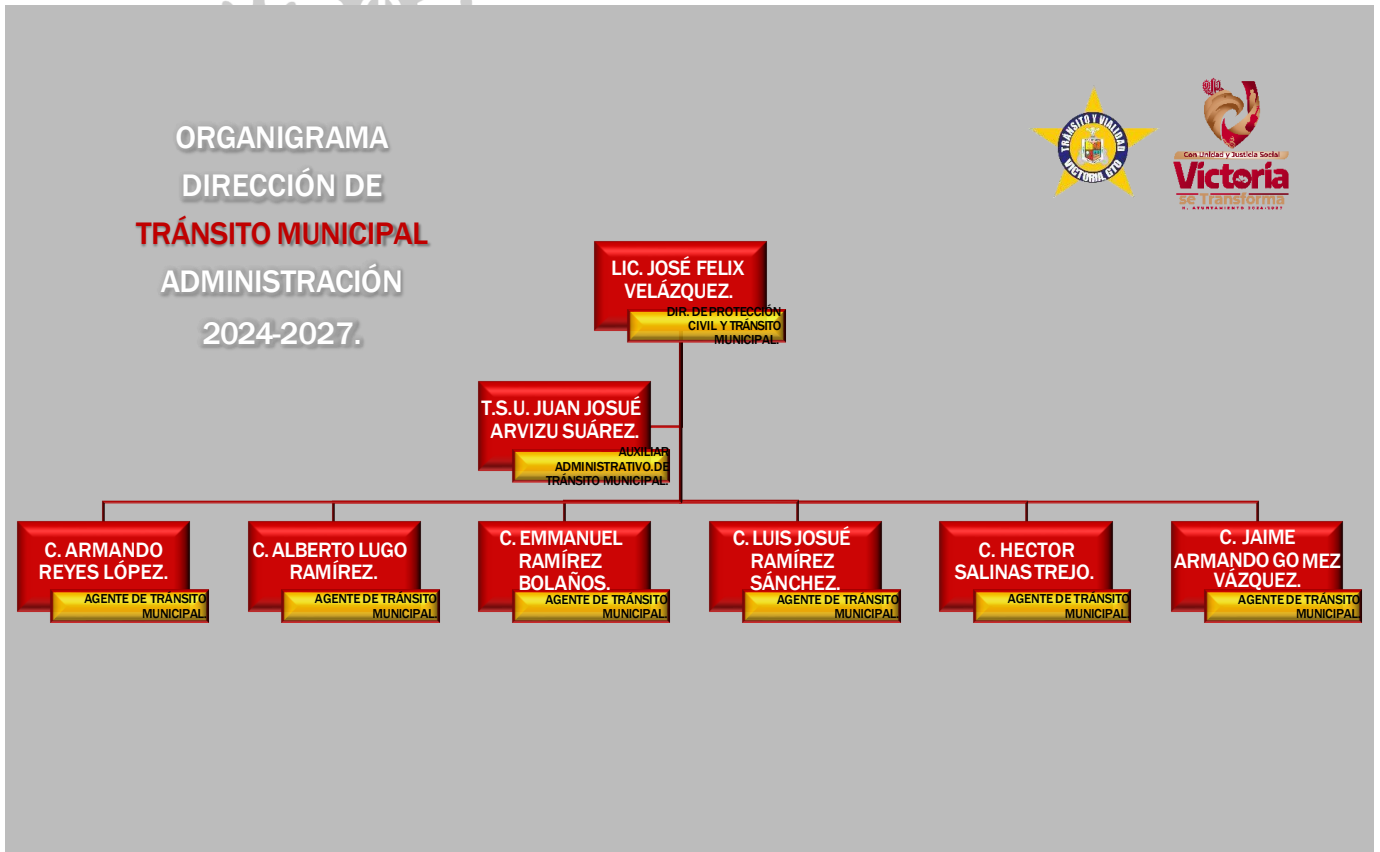 ORGANIGRAMA
DIRECCIÓN DE
TRÁNSITO MUNICIPAL
ADMINISTRACIÓN
2024-2027.
TRÁNSITO Y VIALIDAD
VICTORIA, GTO
Con Unidad y Justicia Social
Victoria
se Transforma
H. AYUNTAMIENTO 2024-2027
LIC. JOSÉ FELIX
VELÁZQUEZ.
DIR. DE PROTECCIÓN
CIVIL Y TRÁNSITO
MUNICIPAL.
T.S.U. JUAN JOSUÉ
ARVIZU SUÁREZ.
AUXILIAR
ADMINISTRATIVO.DE
TRÁNSITO MUNICIPAL.
C. ARMANDO
REYES LÓPEZ.
AGENTE DE TRÁNSITO
MUNICIPAL.
C. ALBERTO LUGO
RAMÍREZ.
AGENTE DE TRÁNSITO
MUNICIPAL.
C. EMMANUEL
RAMÍREZ
BOLAÑOS.
AGENTE DE TRÁNSITO
MUNICIPAL.
C. LUIS JOSUÉ
RAMÍREZ
SÁNCHEZ.
AGENTE DE TRÁNSITO
MUNICIPAL.
C. HECTOR
SALINAS TREJO.
AGENTE DE TRÁNSITO
MUNICIPAL.
C. JAIME
ARMANDO GO MEZ
VÁZQUEZ.
AGENTE DE TRÁNSITO
MUNICIPAL.